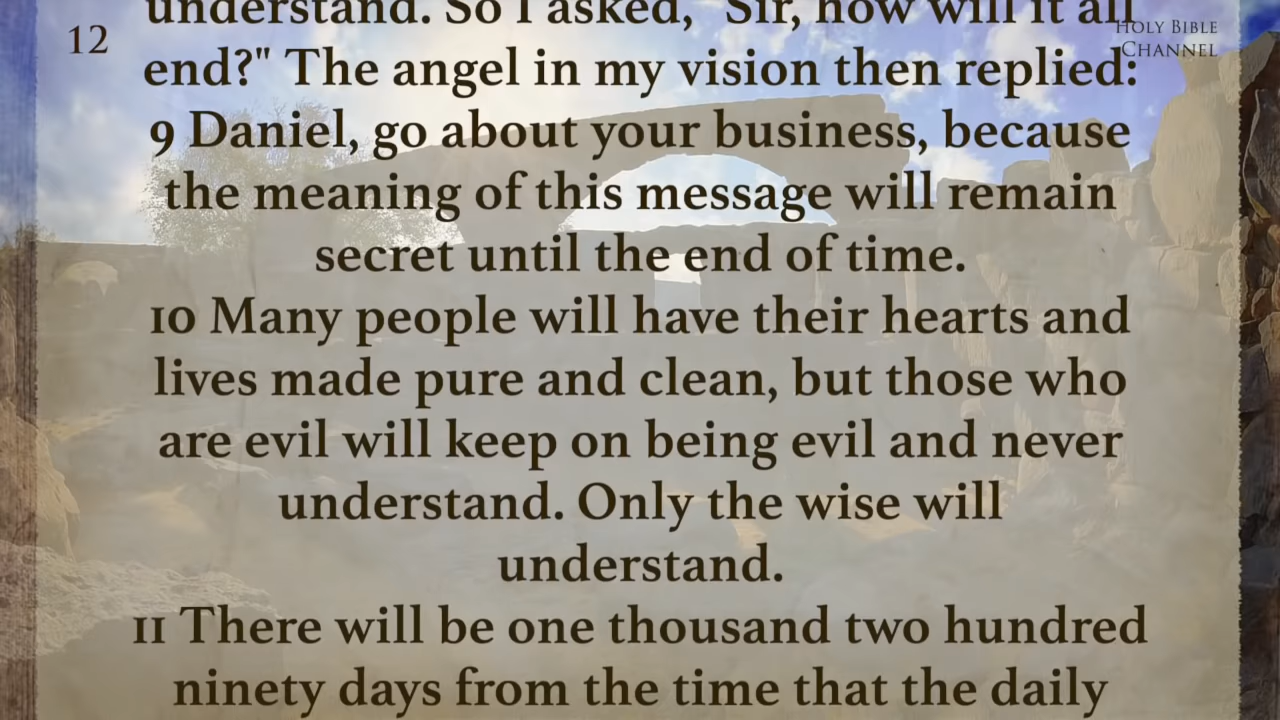 understand. So I asked, "Sir, how will it all
HOLY BIBLE
CHANNEL
12
end?" The angel in my vision then replied:
9 Daniel, go about your business, because
the meaning of this message will remain
secret until the end of time.
10 Many people will have their hearts and
lives made pure and clean, but those who
are evil will keep on being evil and never
understand. Only the wise will
understand.
11 There will be one thousand two hundred
ninety days from the time that the daily